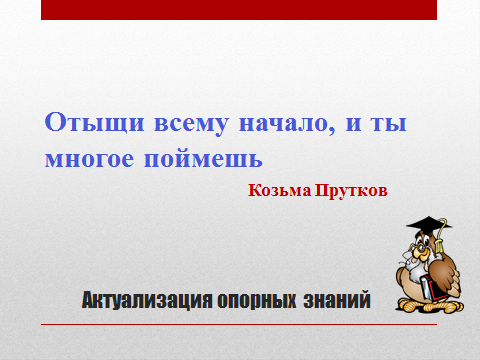 Отыщи всему начало, и ты
многое поймешь
Козьма Прутков
Актуализация опорных знаний